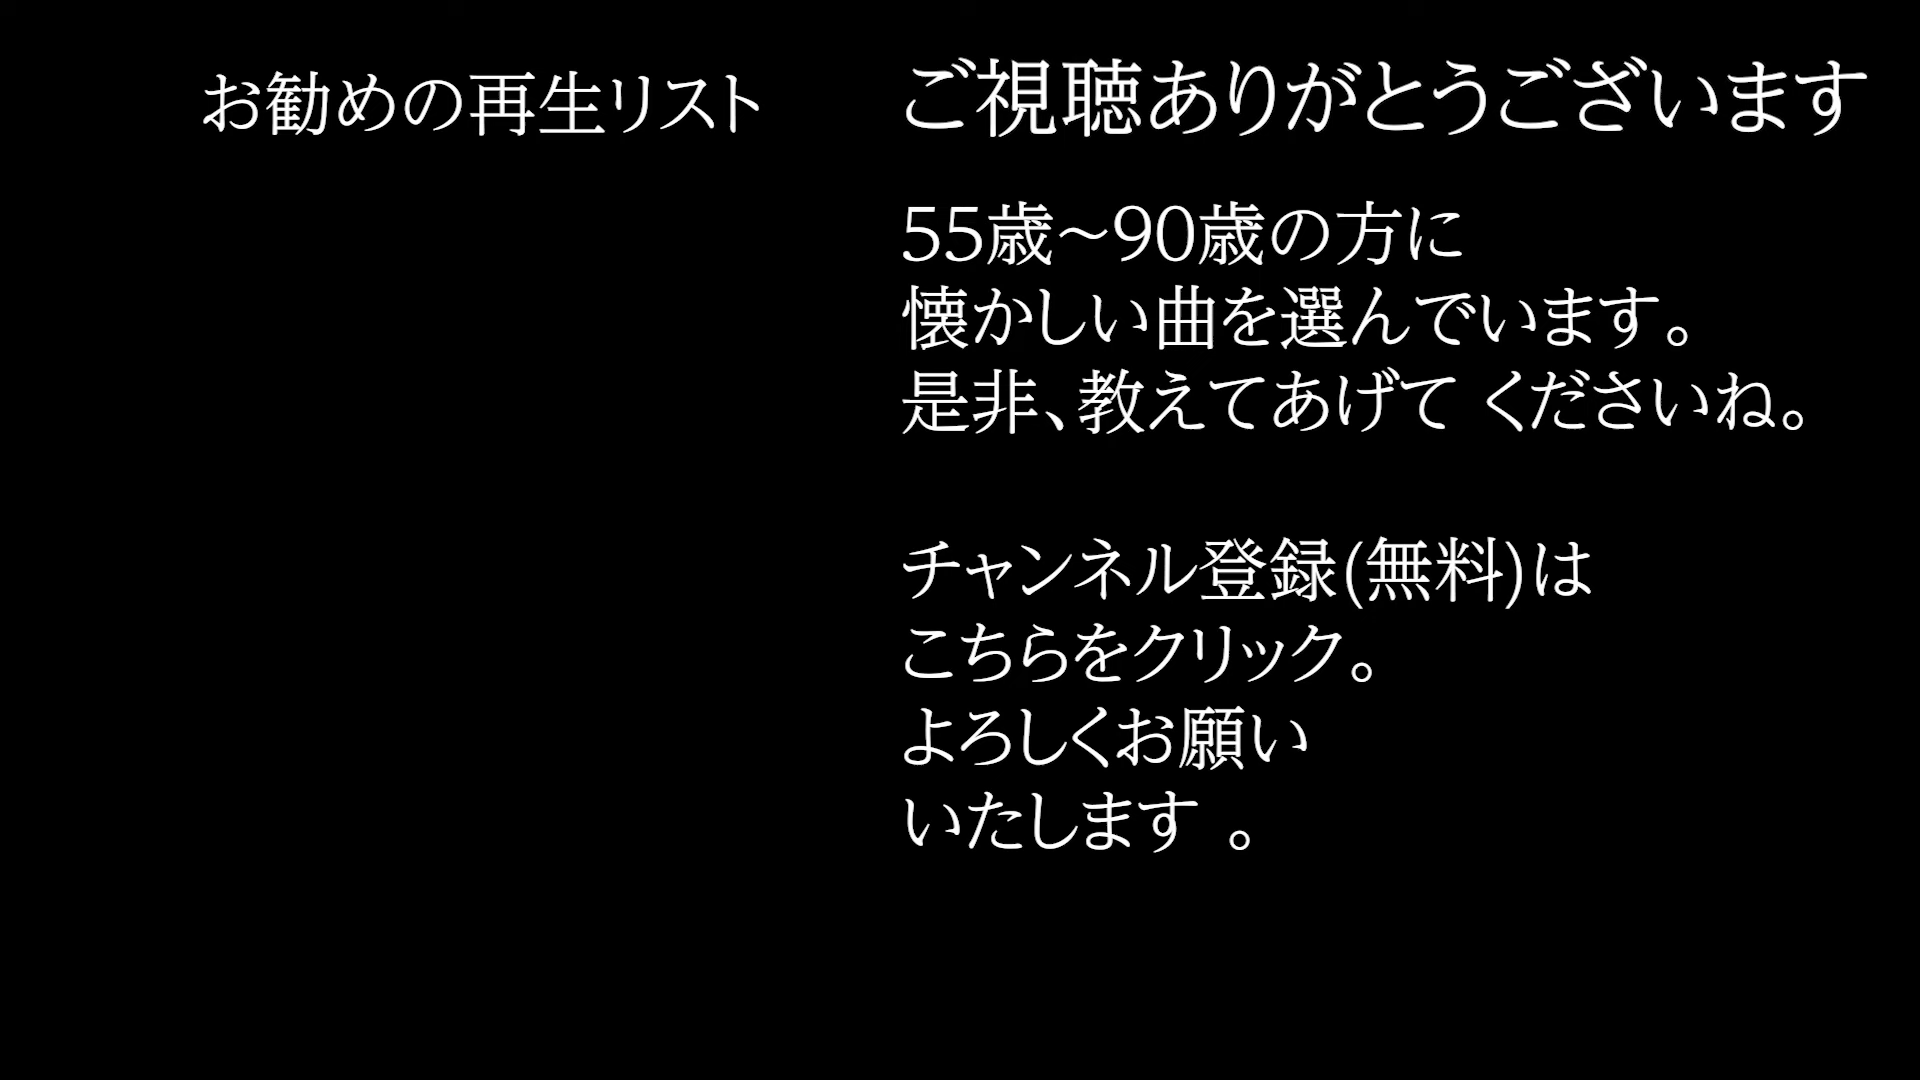 お勧めの再生リスト
ご視聴ありがとうございます
55歳~90歳の方に
懐かしい曲を選んでいます。
是非、教えてあげて くださいね。
チャンネル登録(無料)は
こちらをクリック。
よろしくお願い
いたします 。